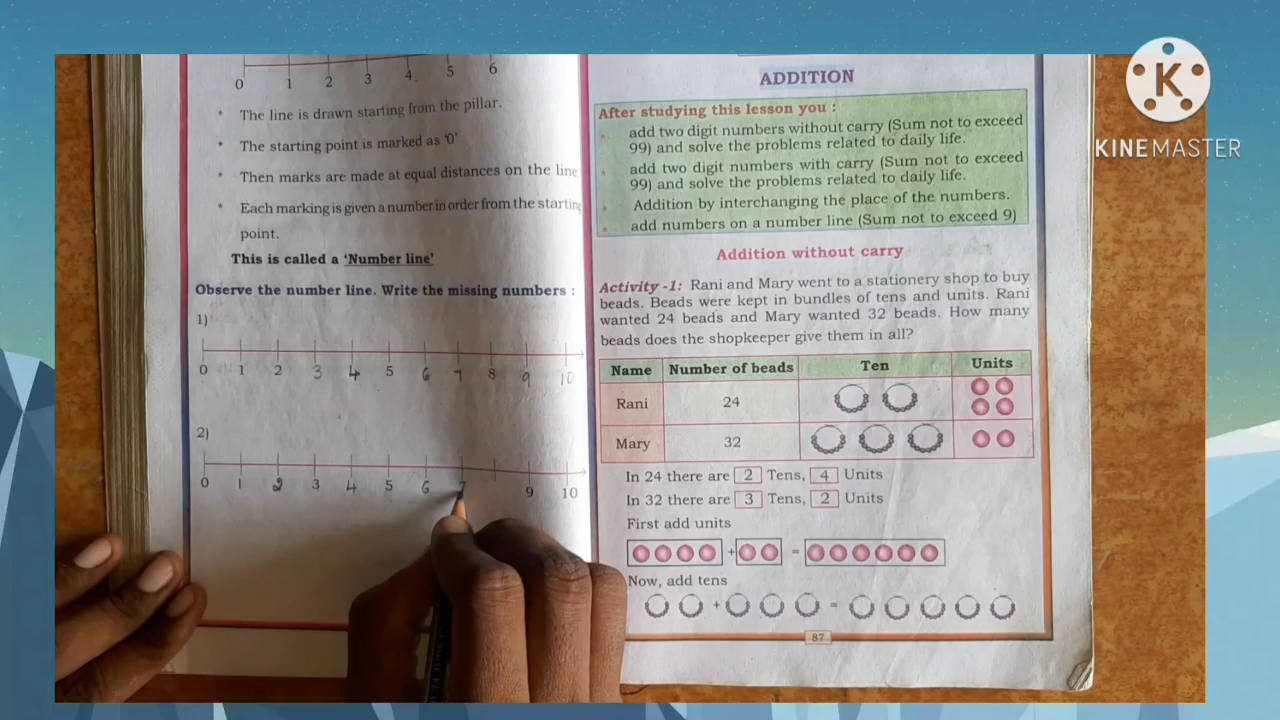 0 1 2 3 4 5 6
* The line is drawn starting from the pillar.
* The starting point is marked as '0'
* Then marks are made at equal distances on the line
* Each marking is given a number in order from the starting
point.
This is called a 'Number line'
Observe the number line. Write the missing numbers :
1)
0 1 2 3 4 5 6 7 8 9 10
2)
0 1 2 3 4 5 6 7 9 10
ADDITION
After studying this lesson you :
* add two digit numbers without carry (Sum not to exceed
99) and solve the problems related to daily life.
* add two digit numbers with carry (Sum not to exceed
99) and solve the problems related to daily life.
* Addition by interchanging the place of the numbers.
* add numbers on a number line (Sum not to exceed 9)
Addition without carry
Activity -1: Rani and Mary went to a stationery shop to buy
beads. Beads were kept in bundles of tens and units. Rani
wanted 24 beads and Mary wanted 32 beads. How many
beads does the shopkeeper give them in all?
Name Number of beads Ten Units
Rani 24
Mary 32
In 24 there are 2 Tens, 4 Units
In 32 there are 3 Tens, 2 Units
First add units
+ =
Now, add tens
+ =
87
K
KINEMASTER